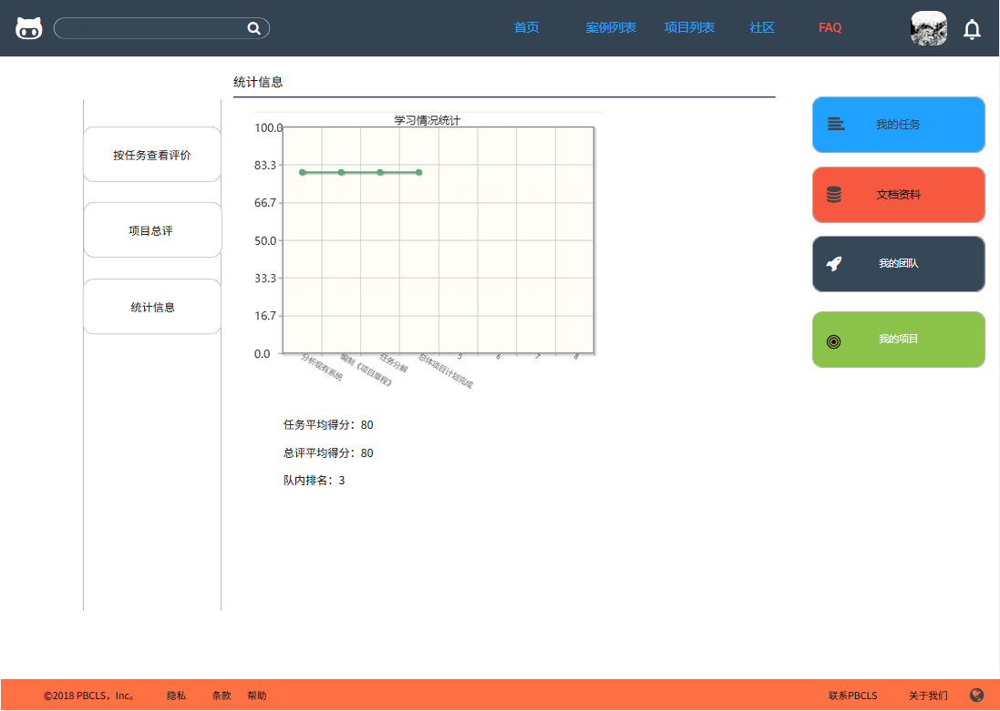 首页 案例列表 项目列表 社区 FAQ
统计信息
按任务查看评价
项目总评
统计信息
学习情况统计
100.0
83.3
66.7
50.0
33.3
16.7
0.0
分析现有系统 编制《项目章程》 任务分解 总体项目计划完成 5 6 7 8
任务平均得分：80
总评平均得分：80
队内排名：3
我的任务
文档资料
我的团队
我的项目
©2018 PBCLS，Inc。 隐私 条款 帮助 联系PBCLS 关于我们